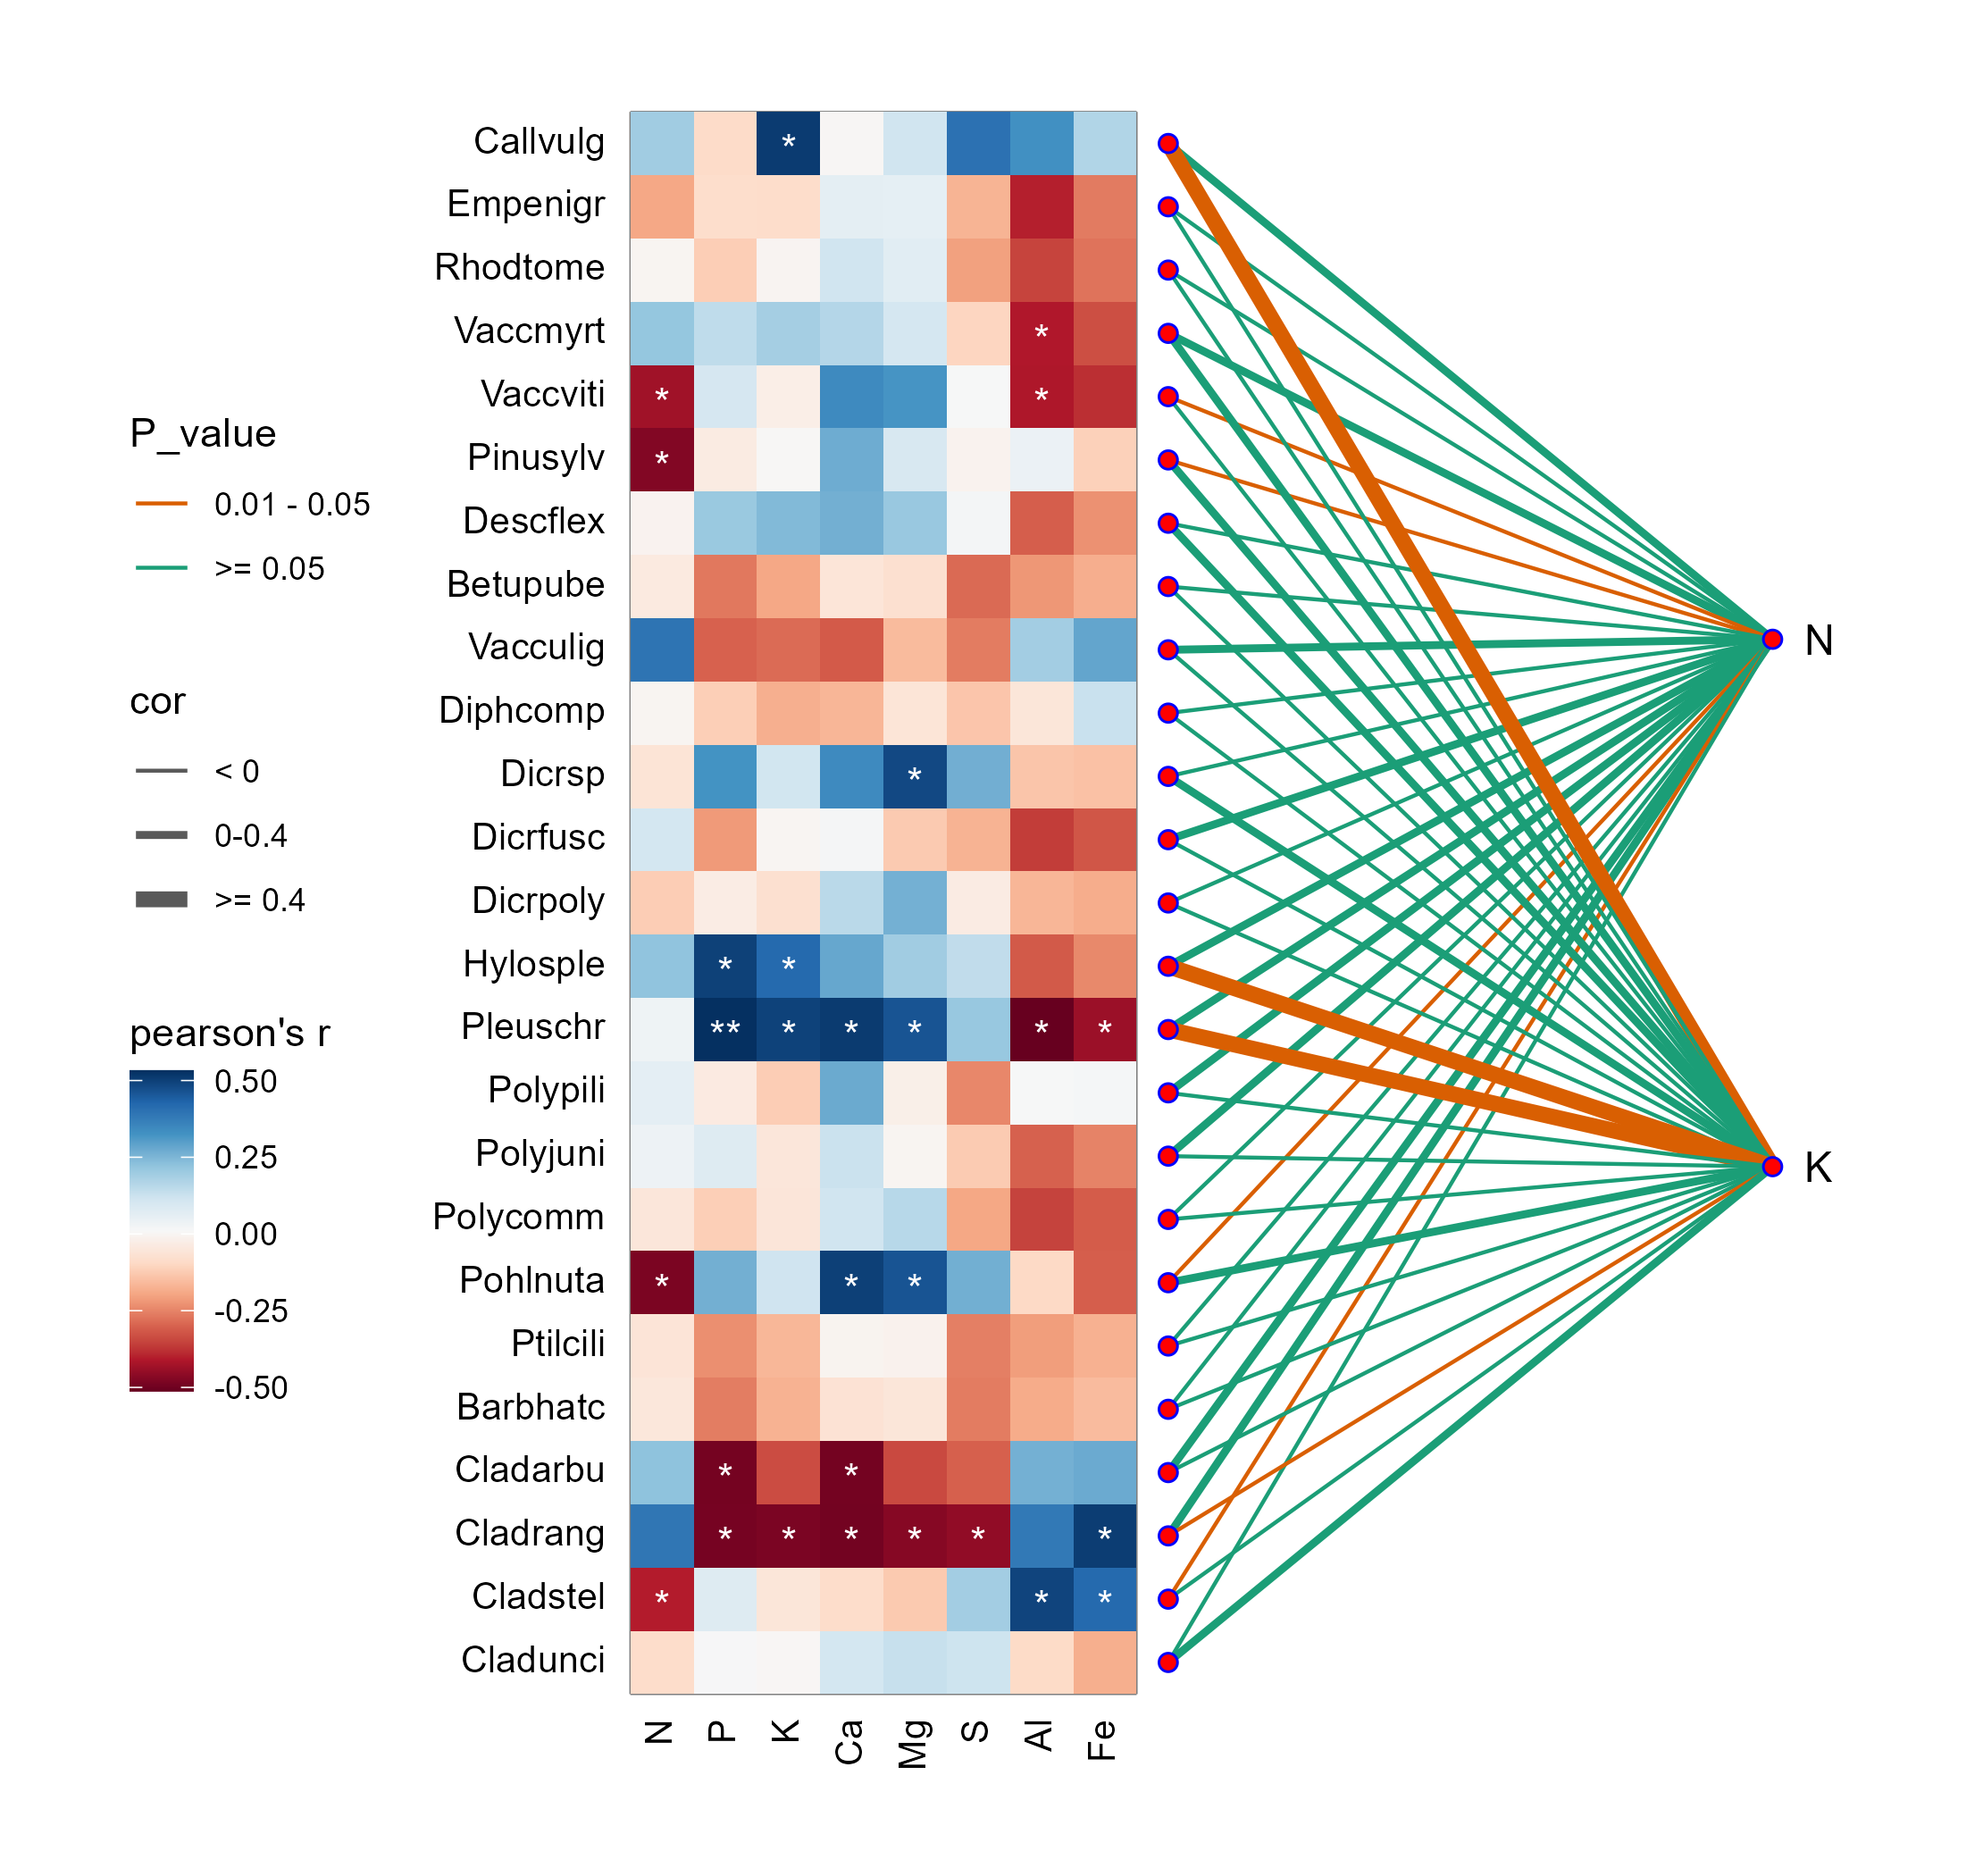 P_value
0.01 - 0.05
>= 0.05
cor
< 0
0-0.4
>= 0.4
pearson's r
0.50
0.25
0.00
-0.25
-0.50
Callvulg *
Empenigr
Rhodtome
Vaccmyrt *
Vaccviti * *
Pinusylv *
Descflex
Betupube
Vacculig
Diphcomp
Dicrsp *
Dicrfusc
Dicrpoly
Hylosple * *
Pleuschr ** * * * * *
Polypili
Polyjuni
Polycomm
Pohlnuta * * *
Ptilcili
Barbhatc
Cladarbu * *
Cladrang * * * * * *
Cladstel * * *
Cladunci
N P K Ca Mg S Al Fe
N
K